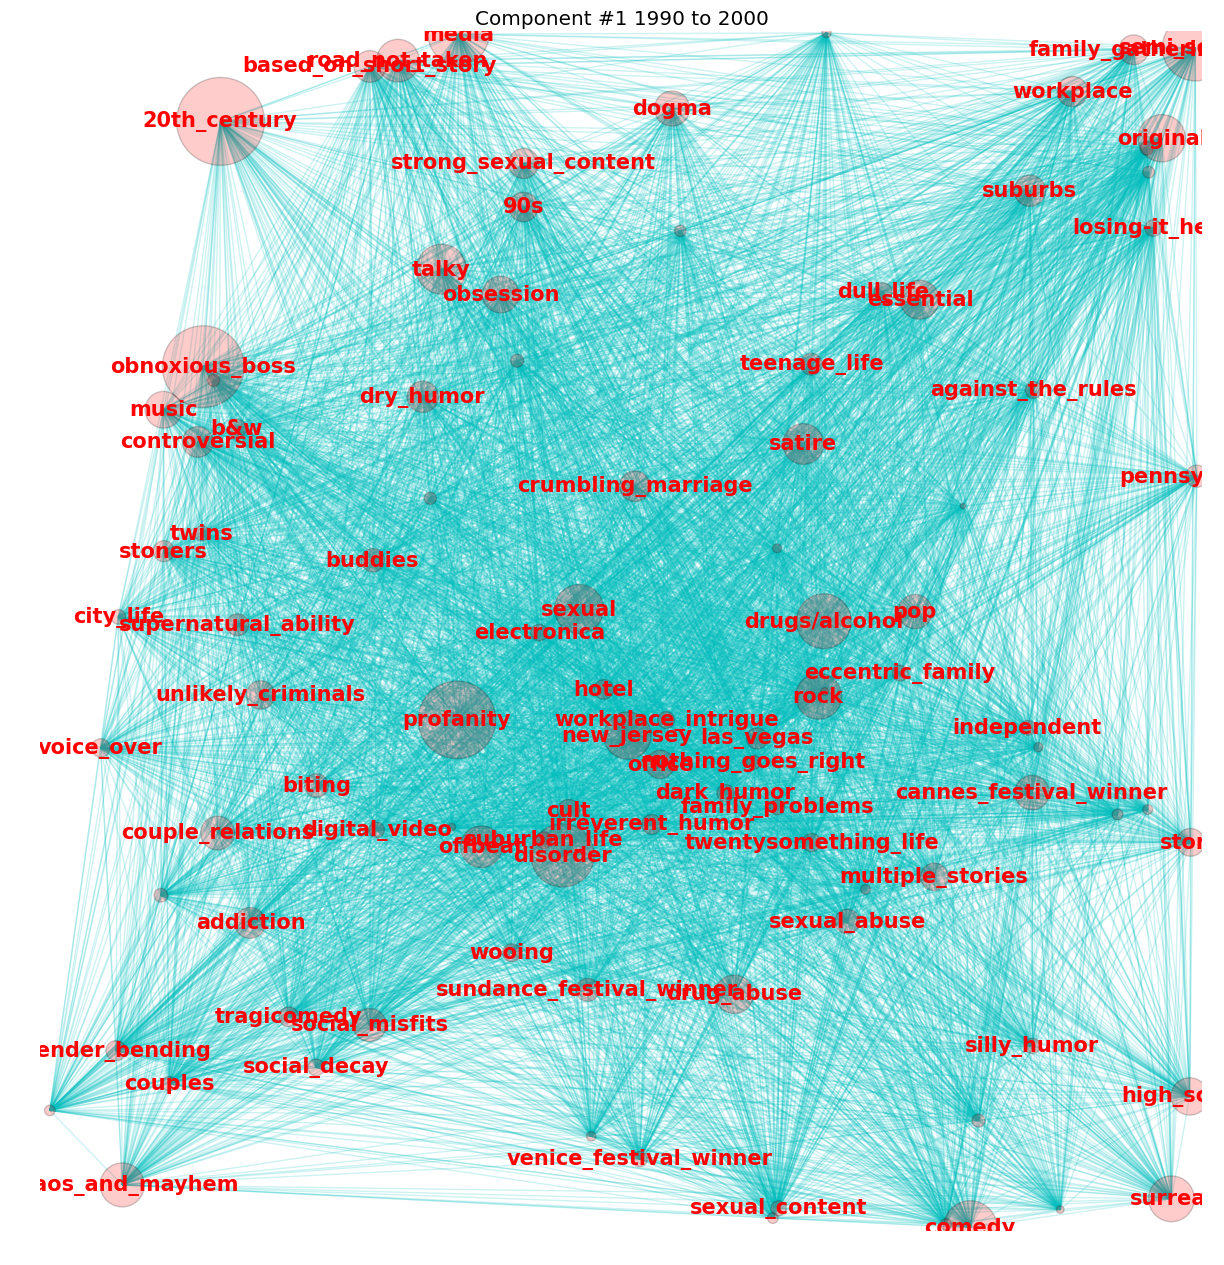 Component #1 1990 to 2000
media
road_not_taken
based_on_short_story
family_gatherin
workplace
20th_century
dogma
original
strong_sexual_content
suburbs
90s
losing-it_he
talky
obsession
dull_life
essential
obnoxious_boss
teenage_life
against_the_rules
dry_humor
music
b&w
controversial
satire
pennsy
crumbling_marriage
twins
stoners
buddies
sexual
city_life
supernatural_ability
electronica
drugs/alcohol
pop
eccentric_family
hotel
unlikely_criminals
rock
profanity
workplace_intrigue
new_jersey
las_vegas
independent
voice_over
office
nothing_goes_right
biting
dark_humor
cannes_festival_winner
family_problems
cult
irreverent_humor
couple_relations
digital_video
suburban_life
offbeat
disorder
twentysomething_life
stor
multiple_stories
addiction
sexual_abuse
wooing
sundance_festival_winner
drug_abuse
tragicomedy
social_misfits
ender_bending
silly_humor
social_decay
couples
high_sc
venice_festival_winner
aos_and_mayhem
surrea
sexual_content
comedy